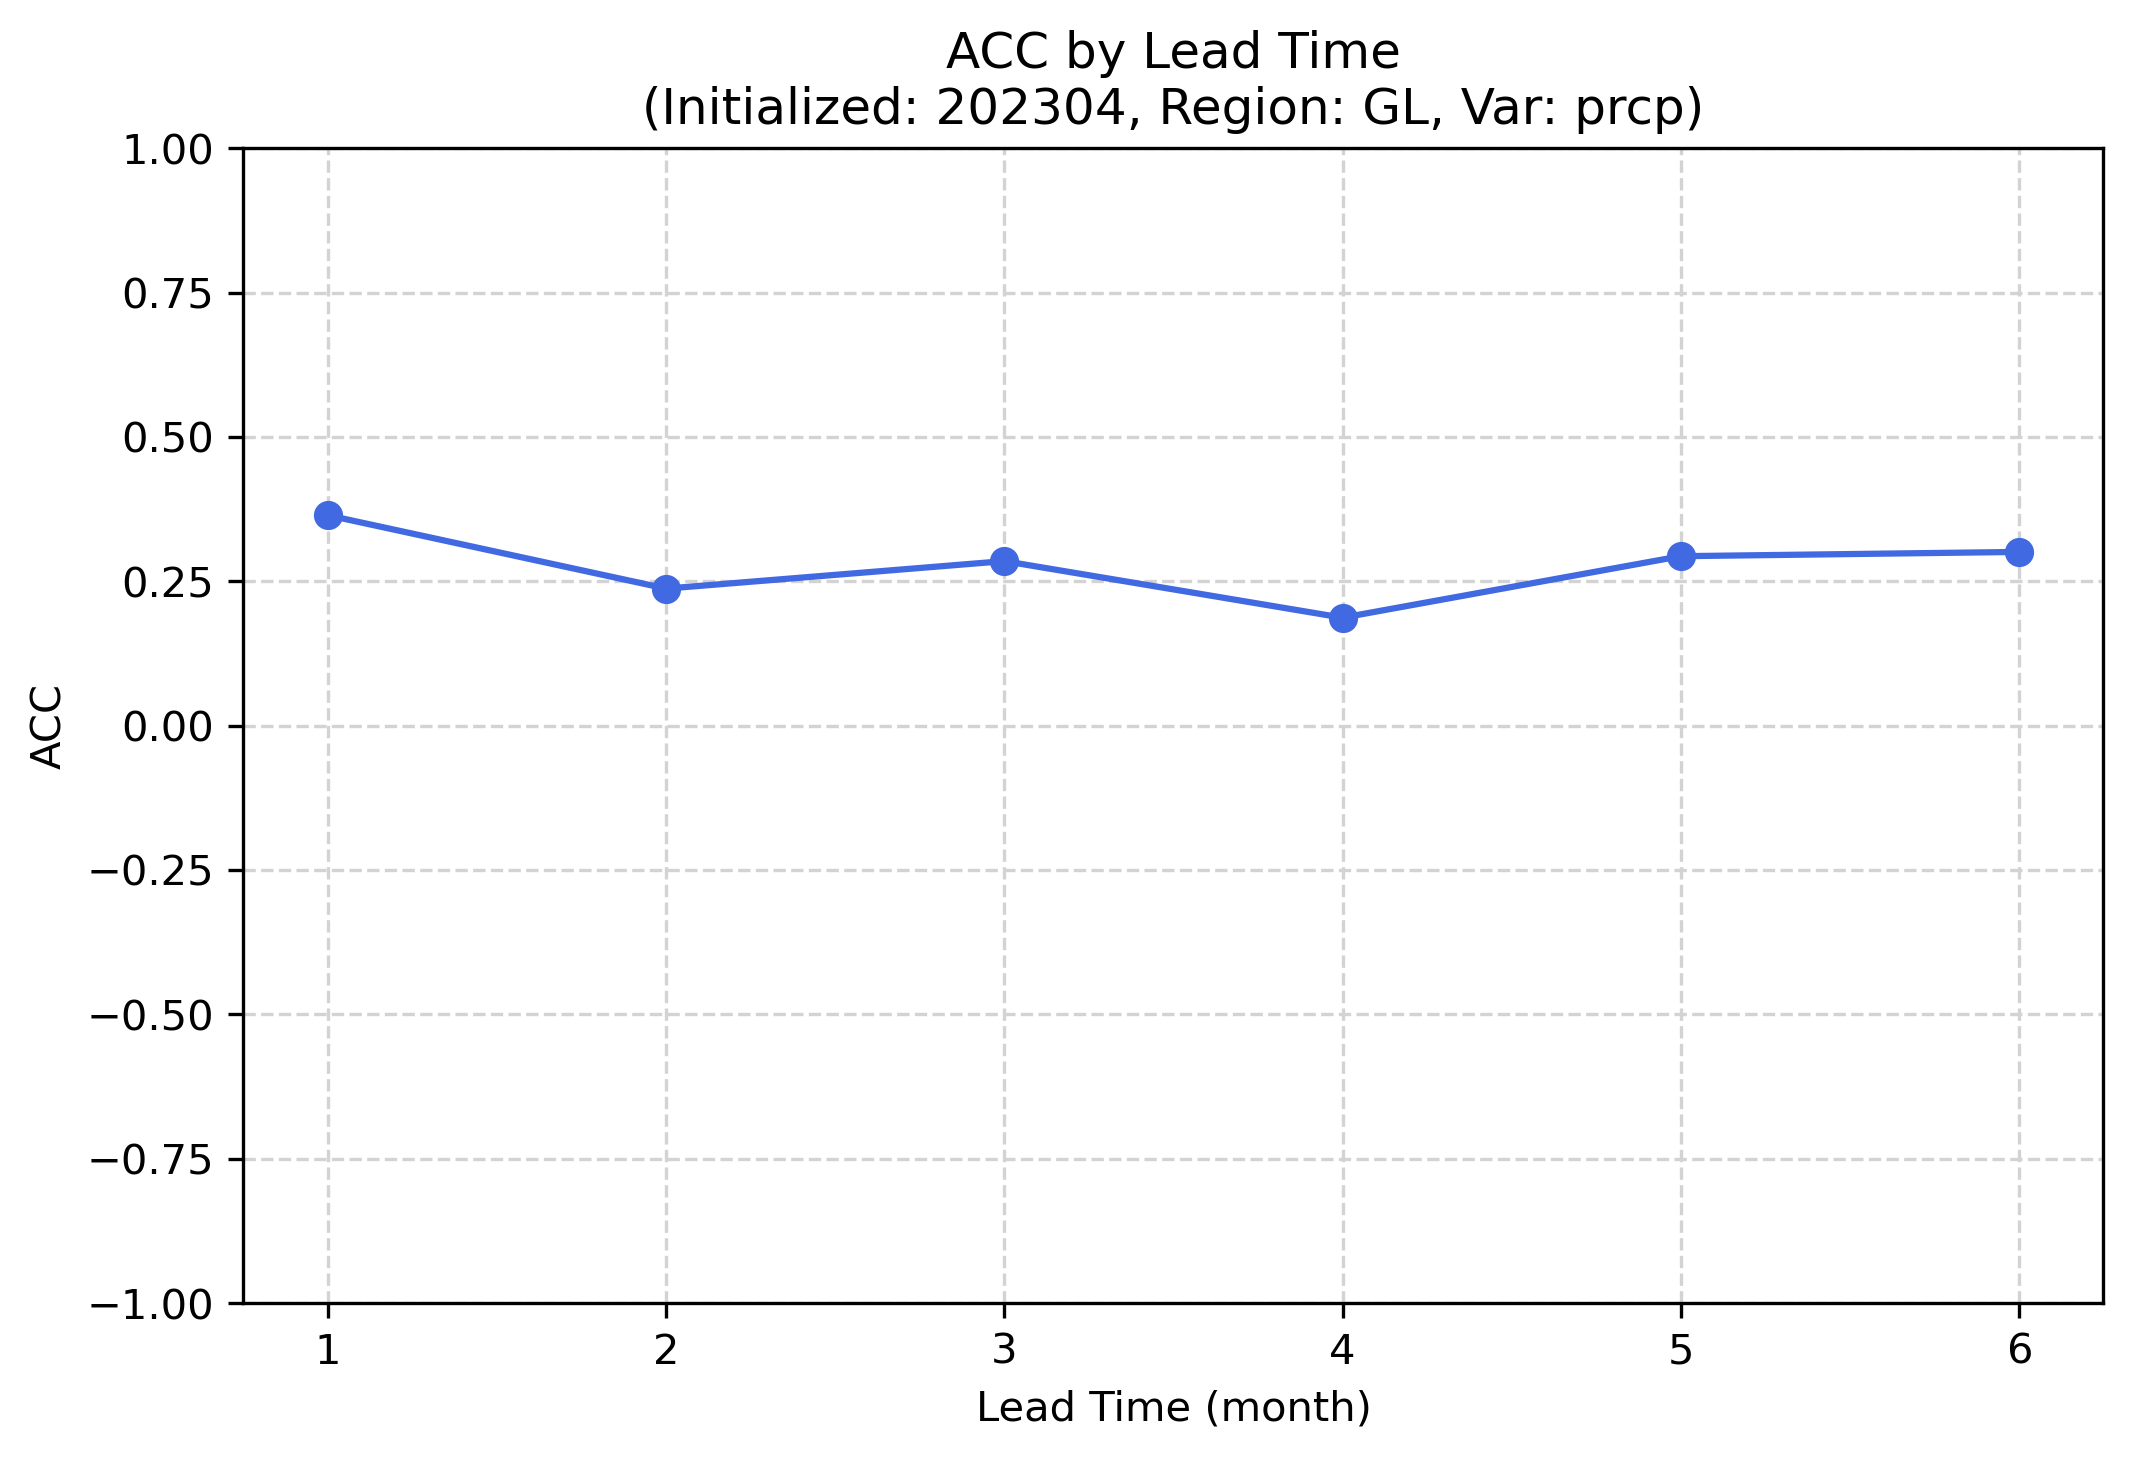 ACC by Lead Time
(Initialized: 202304, Region: GL, Var: prcp)
1.00
0.75
0.50
0.25
0.00
−0.25
−0.50
−0.75
−1.00
ACC
1 2 3 4 5 6
Lead Time (month)